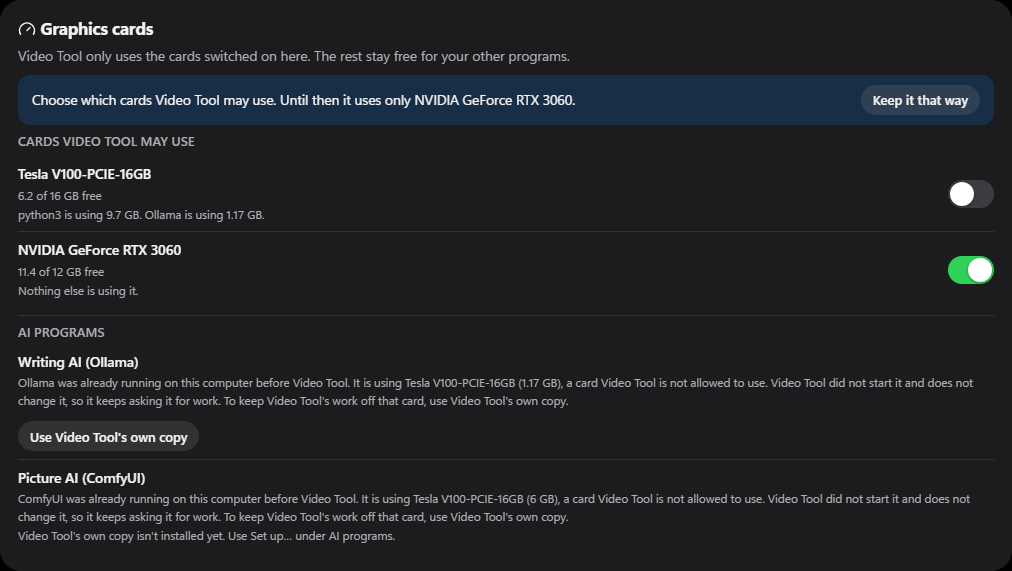 Graphics cards
Video Tool only uses the cards switched on here. The rest stay free for your other programs.
Choose which cards Video Tool may use. Until then it uses only NVIDIA GeForce RTX 3060.
Keep it that way
CARDS VIDEO TOOL MAY USE
Tesla V100-PCIE-16GB
6.2 of 16 GB free
python3 is using 9.7 GB. Ollama is using 1.17 GB.
NVIDIA GeForce RTX 3060
11.4 of 12 GB free
Nothing else is using it.
AI PROGRAMS
Writing AI (Ollama)
Ollama was already running on this computer before Video Tool. It is using Tesla V100-PCIE-16GB (1.17 GB), a card Video Tool is not allowed to use. Video Tool did not start it and does not
change it, so it keeps asking it for work. To keep Video Tool's work off that card, use Video Tool's own copy.
Use Video Tool's own copy
Picture AI (ComfyUI)
ComfyUI was already running on this computer before Video Tool. It is using Tesla V100-PCIE-16GB (6 GB), a card Video Tool is not allowed to use. Video Tool did not start it and does not
change it, so it keeps asking it for work. To keep Video Tool's work off that card, use Video Tool's own copy.
Video Tool's own copy isn't installed yet. Use Set up... under AI programs.